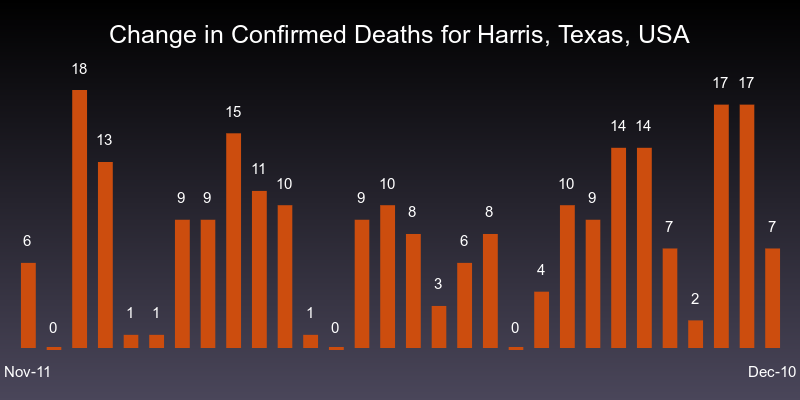 Change in Confirmed Deaths for Harris, Texas, USA
6 0 18 13 1 1 9 9 15 11 10 1 0 9 10 8 3 6 8 0 4 10 9 14 14 7 2 17 17 7
Nov-11 Dec-10